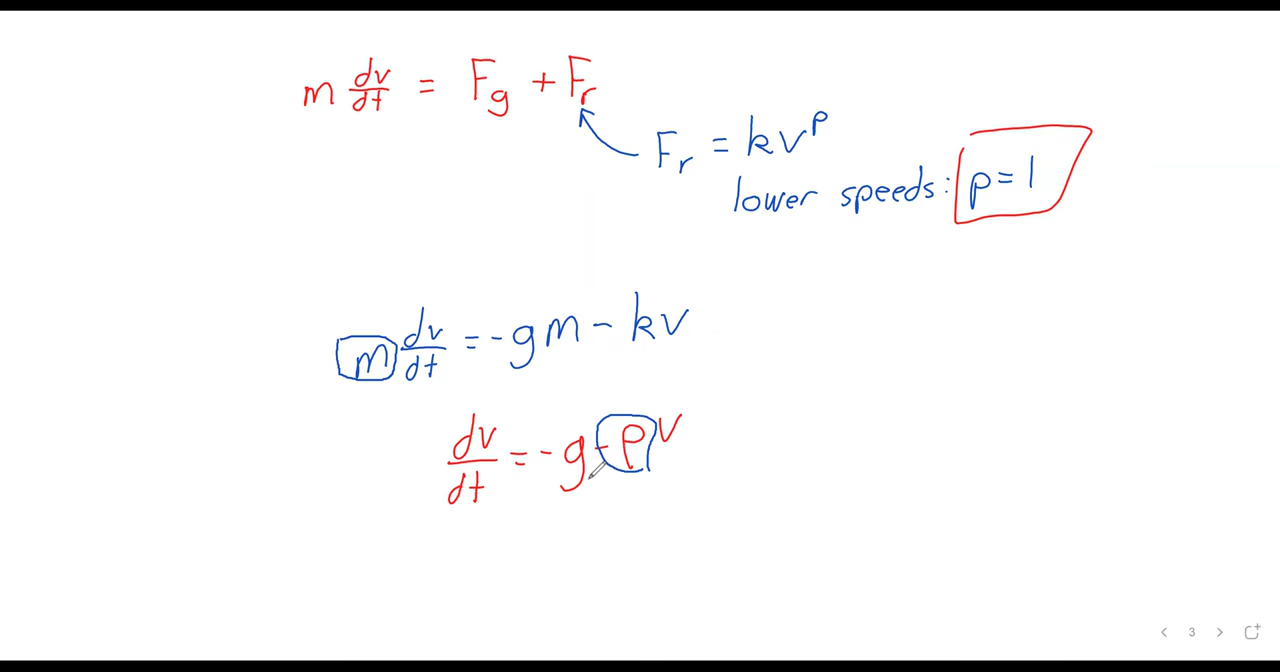 m dv/dt = Fg + Fr
Fr = kv^p
lower speeds: p = 1
m dv/dt = -gm - kv
dv/dt = -g - ρv
3